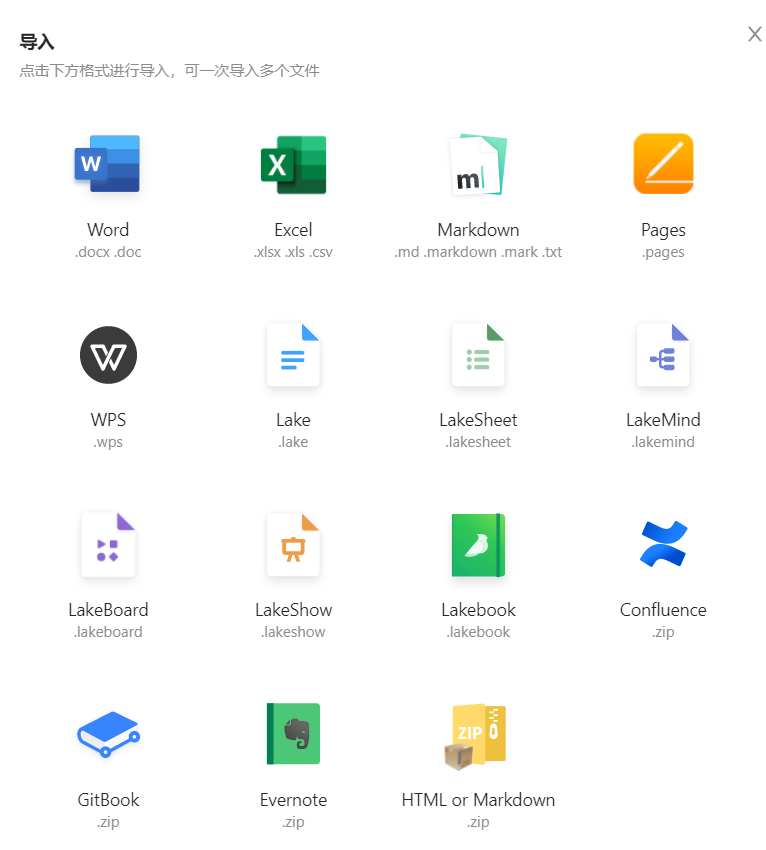 导入
点击下方格式进行导入，可一次导入多个文件
W
X
m
Word
Excel
Markdown
Pages
.docx .doc
.xlsx .xls .csv
.md .markdown .mark .txt
.pages
W
WPS
Lake
LakeSheet
LakeMind
.wps
.lake
.lakesheet
.lakemind
LakeBoard
LakeShow
Lakebook
Confluence
.lakeboard
.lakeshow
.lakebook
.zip
ZIP
GitBook
Evernote
HTML or Markdown
.zip
.zip
.zip